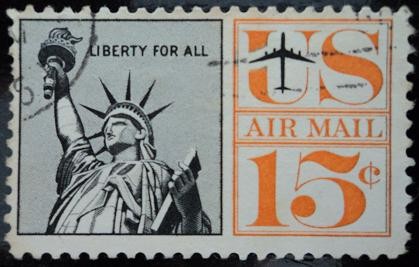 LIBERTY FOR ALL
US
AIR MAIL
15¢